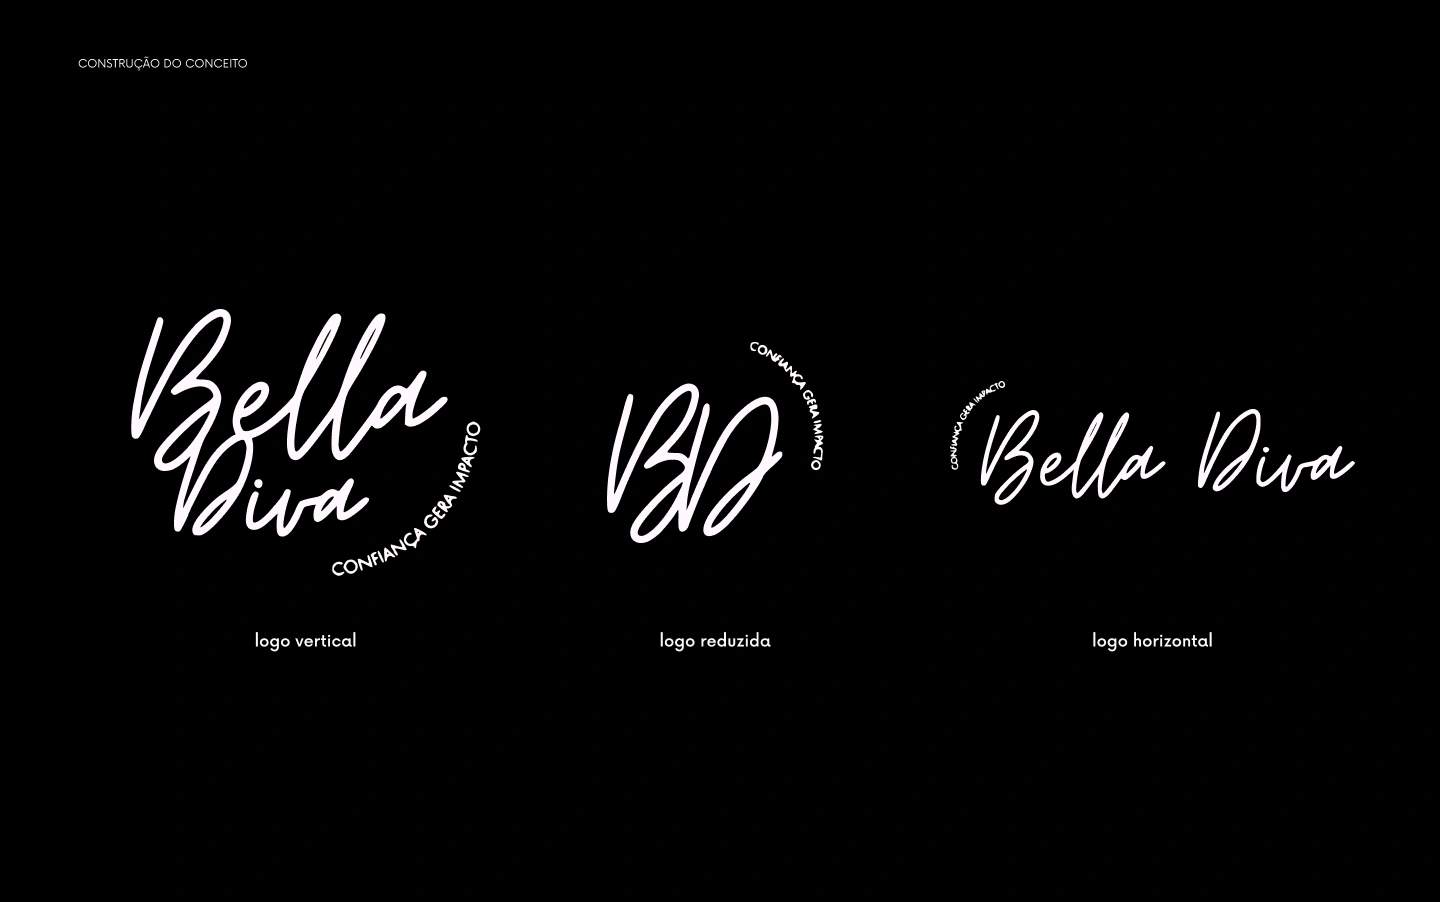 CONSTRUÇÃO DO CONCEITO
Bella
Diva
CONFIANÇA GERA IMPACTO
logo vertical
BD
CONFIANÇA GERA IMPACTO
logo reduzida
CONFIANÇA GERA IMPACTO
Bella Diva
logo horizontal